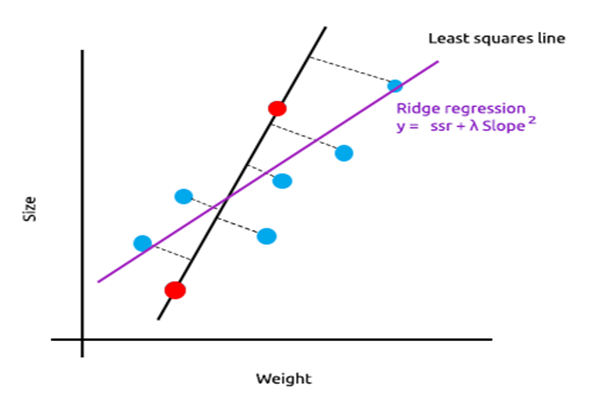 Least squares line
Ridge regression
y = ssr + λ Slope²
Size
Weight